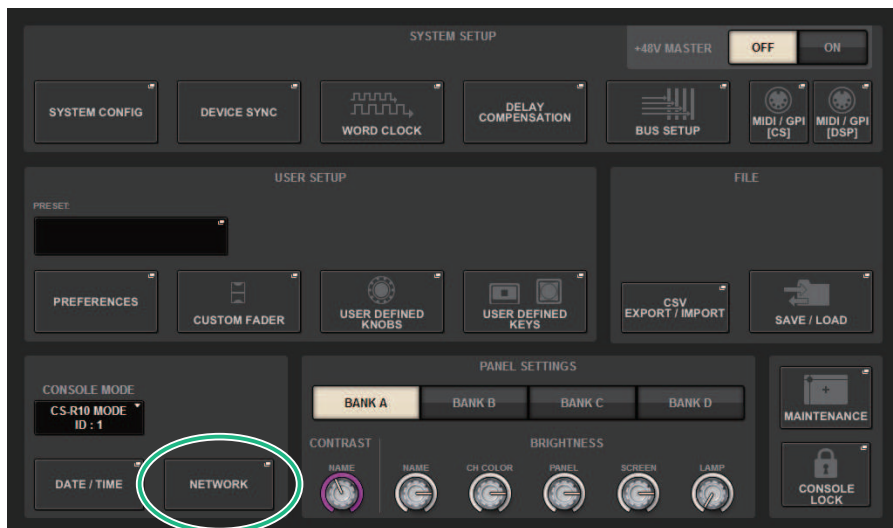 SYSTEM SETUP
+48V MASTER
OFF
ON
SYSTEM CONFIG
DEVICE SYNC
WORD CLOCK
DELAY
COMPENSATION
BUS SETUP
MIDI / GPI
[CS]
MIDI / GPI
[DSP]
USER SETUP
PRESET
PREFERENCES
CUSTOM FADER
USER DEFINED
KNOBS
USER DEFINED
KEYS
FILE
CSV
EXPORT / IMPORT
SAVE / LOAD
CONSOLE MODE
CS-R10 MODE
ID : 1
DATE / TIME
NETWORK
PANEL SETTINGS
BANK A
BANK B
BANK C
BANK D
CONTRAST
BRIGHTNESS
NAME
NAME
CH COLOR
PANEL
SCREEN
LAMP
MAINTENANCE
CONSOLE
LOCK